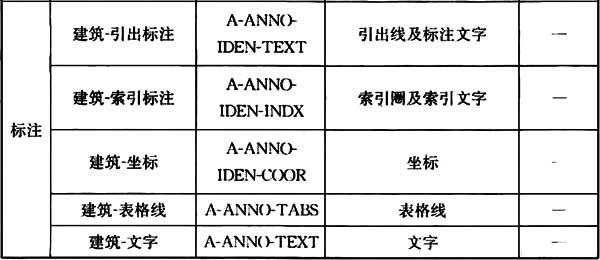 标注
建筑-引出标注
A-ANNO-
IDEN-TEXT
引出线及标注文字
—
建筑-索引标注
A-ANNO-
IDEN-INDX
索引圈及索引文字
—
建筑-坐标
A-ANNO-
IDEN-COOR
坐标
-
建筑-表格线
A-ANNO-TABS
表格线
—
建筑-文字
A-ANNO-TEXT
文字
—